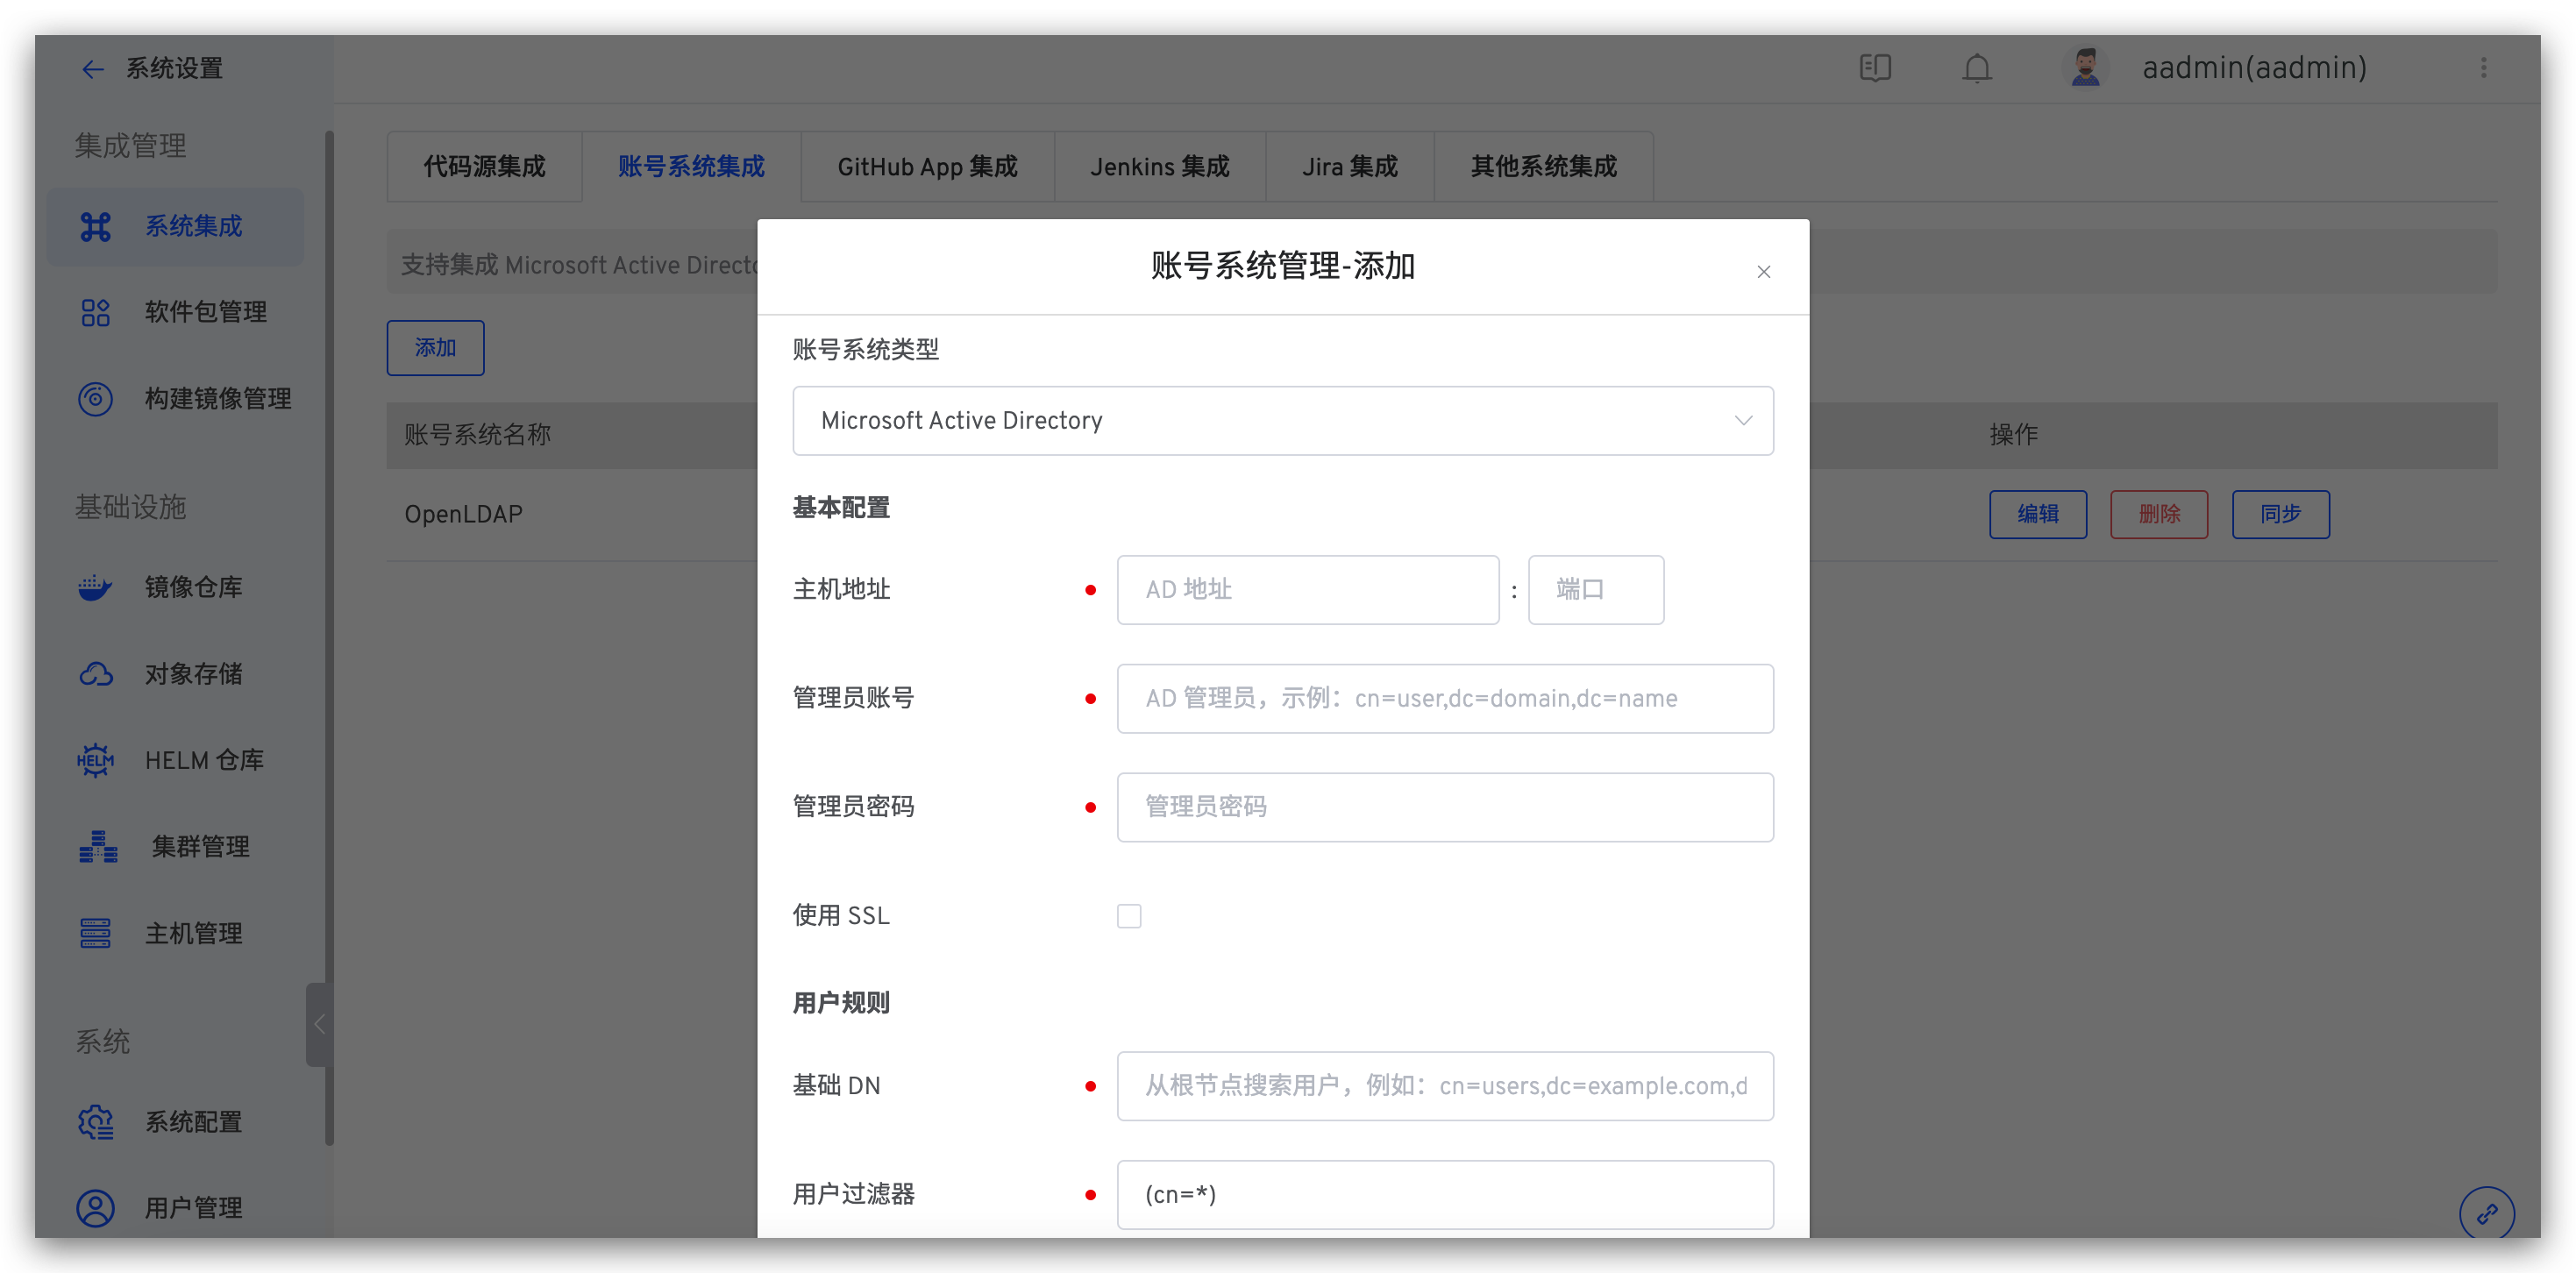 系统设置
aadmin(aadmin)
集成管理
系统集成
软件包管理
构建镜像管理
基础设施
镜像仓库
对象存储
HELM
HELM 仓库
集群管理
主机管理
系统
系统配置
用户管理
代码源集成
账号系统集成
GitHub App 集成
Jenkins 集成
Jira 集成
其他系统集成
支持集成 Microsoft Active
添加
账号系统名称
操作
OpenLDAP
编辑
删除
同步
账号系统管理-添加
账号系统类型
Microsoft Active Directory
基本配置
主机地址
AD 地址
:
端口
管理员账号
AD 管理员，示例：cn=user,dc=domain,dc=name
管理员密码
管理员密码
使用 SSL
用户规则
基础 DN
从根节点搜索用户，例如：cn=users,dc=example.com,d
用户过滤器
(cn=*)